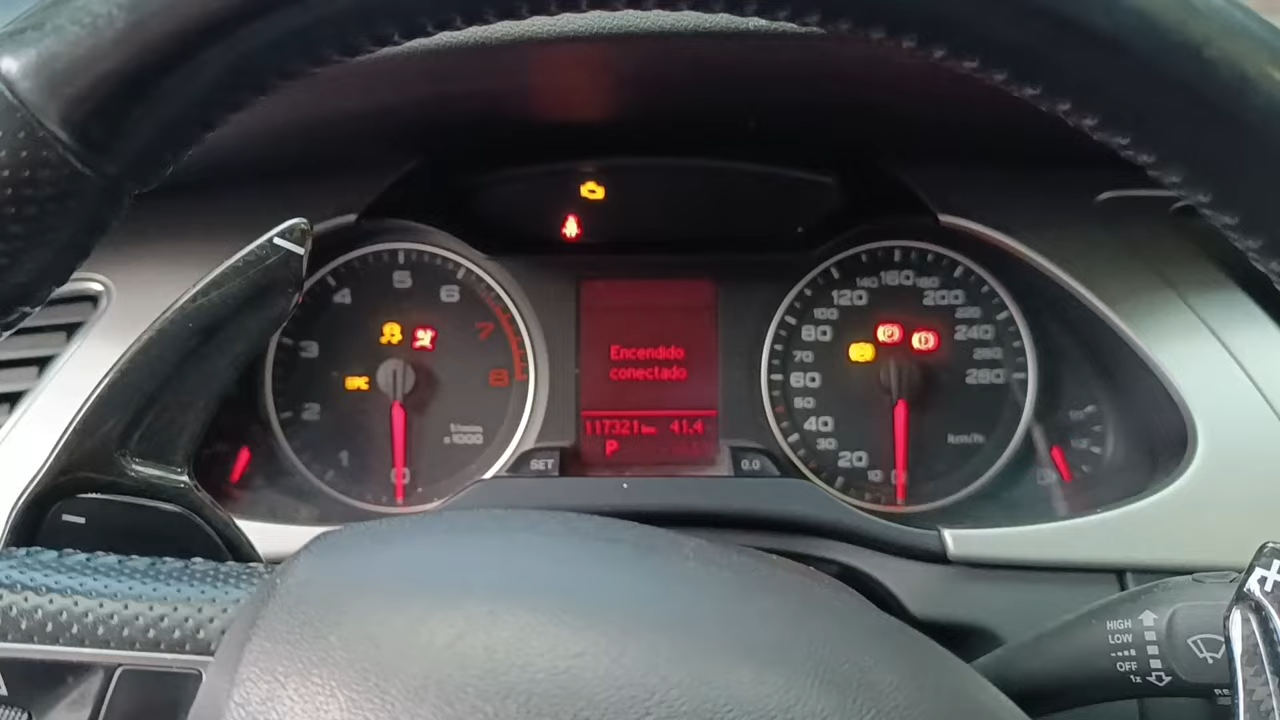 5
4
6
3
7
EPC
8
2
1/min
x 1000
1
0
SET
Encendido
conectado
117321 km 41.4
P
0.0
140 160 180
120
200
100
220
80
240
70
260
60
280
50
40
30
20
10
0
km/h
HIGH
LOW
OFF
1x